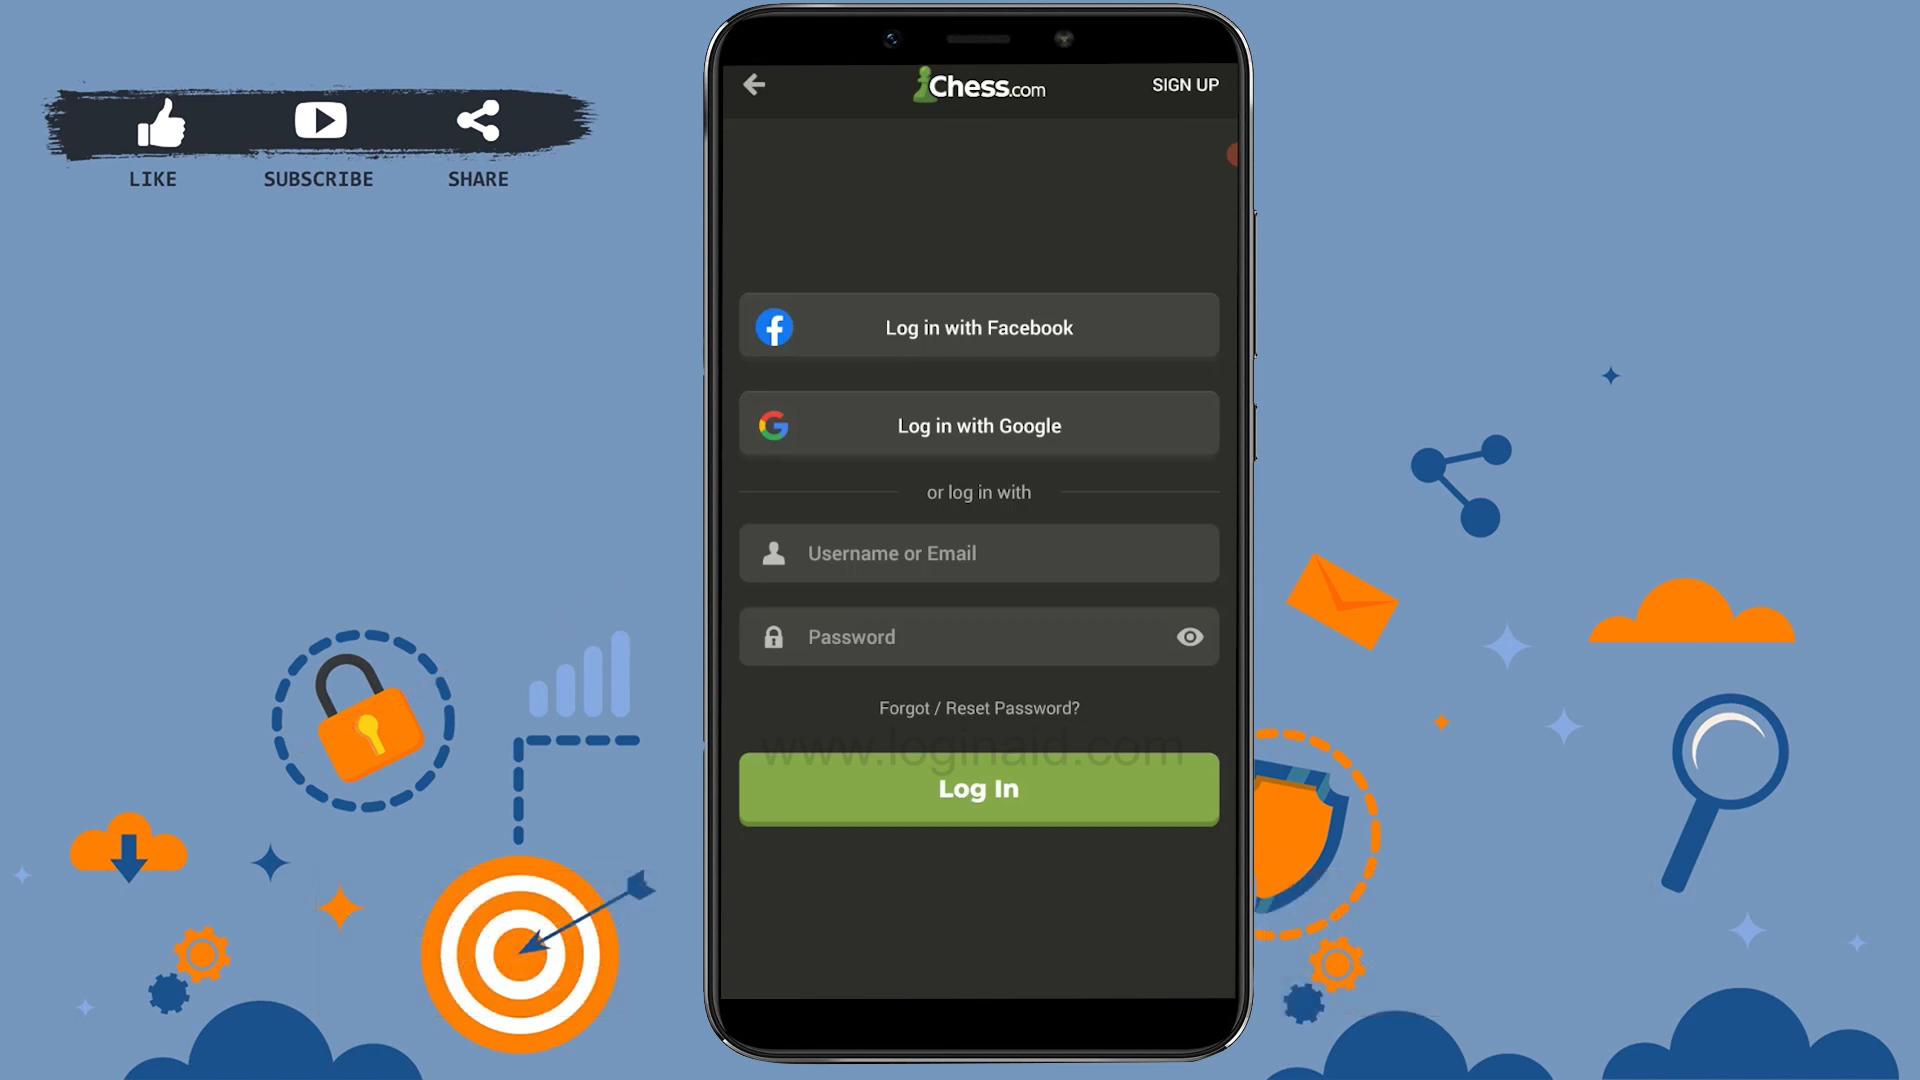 LIKE
SUBSCRIBE
SHARE
Chess.com
SIGN UP
Log in with Facebook
Log in with Google
or log in with
Username or Email
Password
Forgot / Reset Password?
www.loginaid.com
Log In